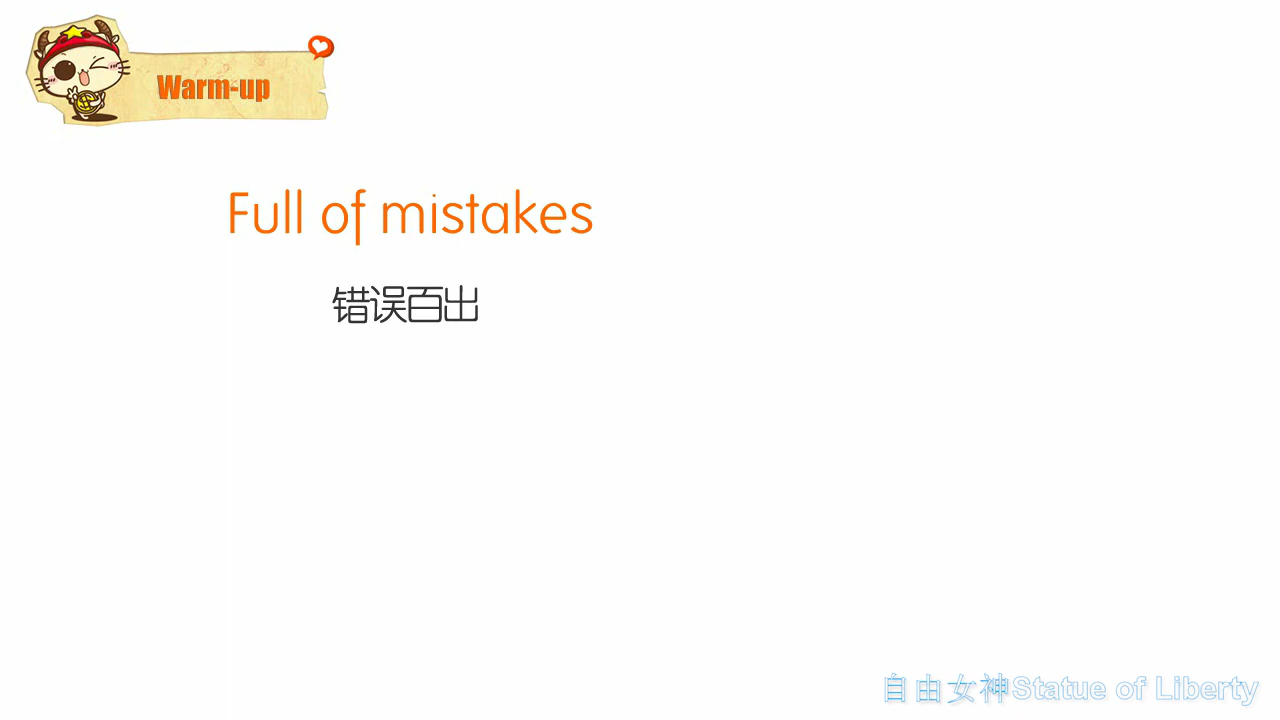 Warm-up
Full of mistakes
错误百出
自由女神Statue of Liberty